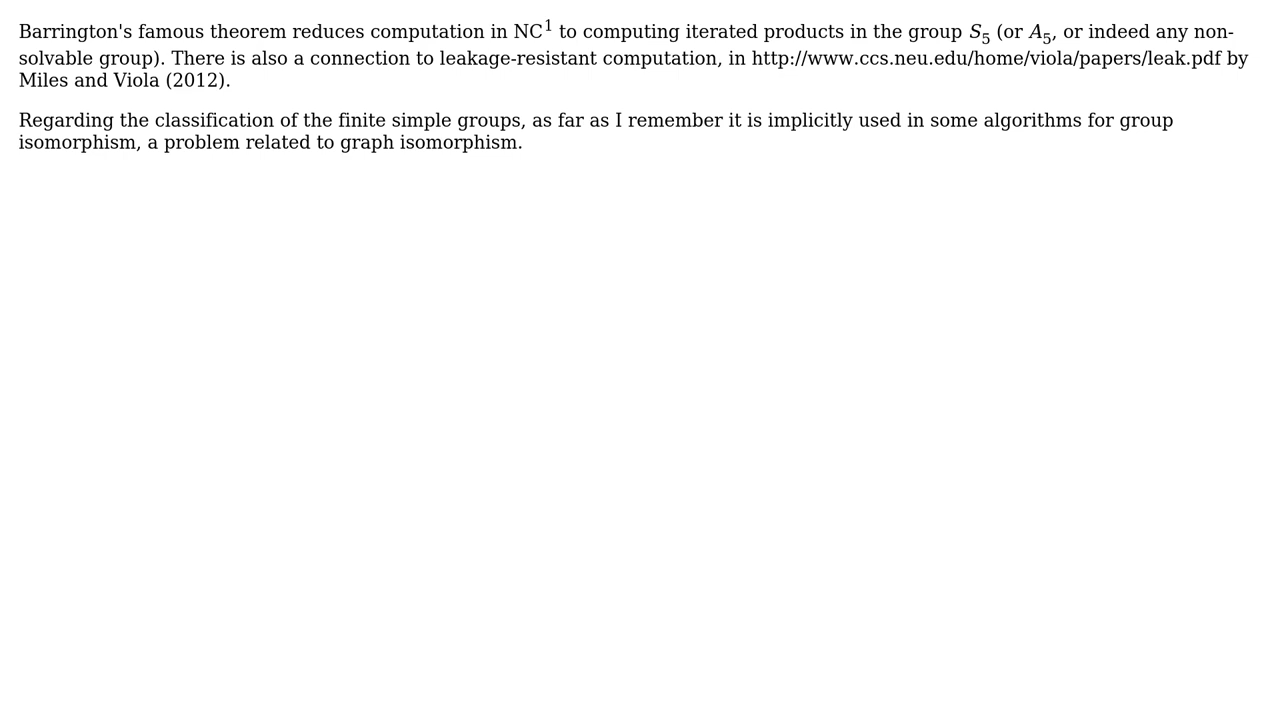 Barrington's famous theorem reduces computation in NC¹ to computing iterated products in the group S₅ (or A₅, or indeed any non-
solvable group). There is also a connection to leakage-resistant computation, in http://www.ccs.neu.edu/home/viola/papers/leak.pdf by
Miles and Viola (2012).
Regarding the classification of the finite simple groups, as far as I remember it is implicitly used in some algorithms for group
isomorphism, a problem related to graph isomorphism.